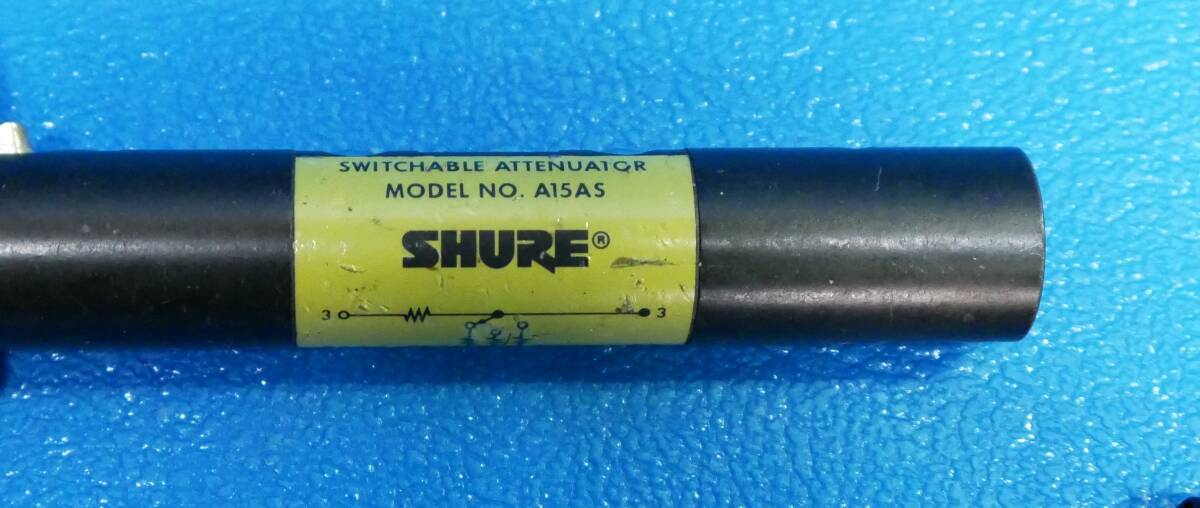 SWITCHABLE ATTENUATOR
MODEL NO. A15AS
SHURE®
3 3